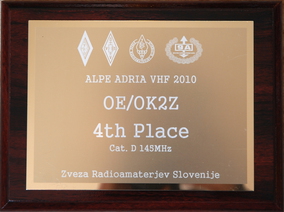 ALPE ADRIA VHF 2010
OE/OK2Z
4th Place
Cat. D 145MHz
Zveza Radioamaterjev Slovenije